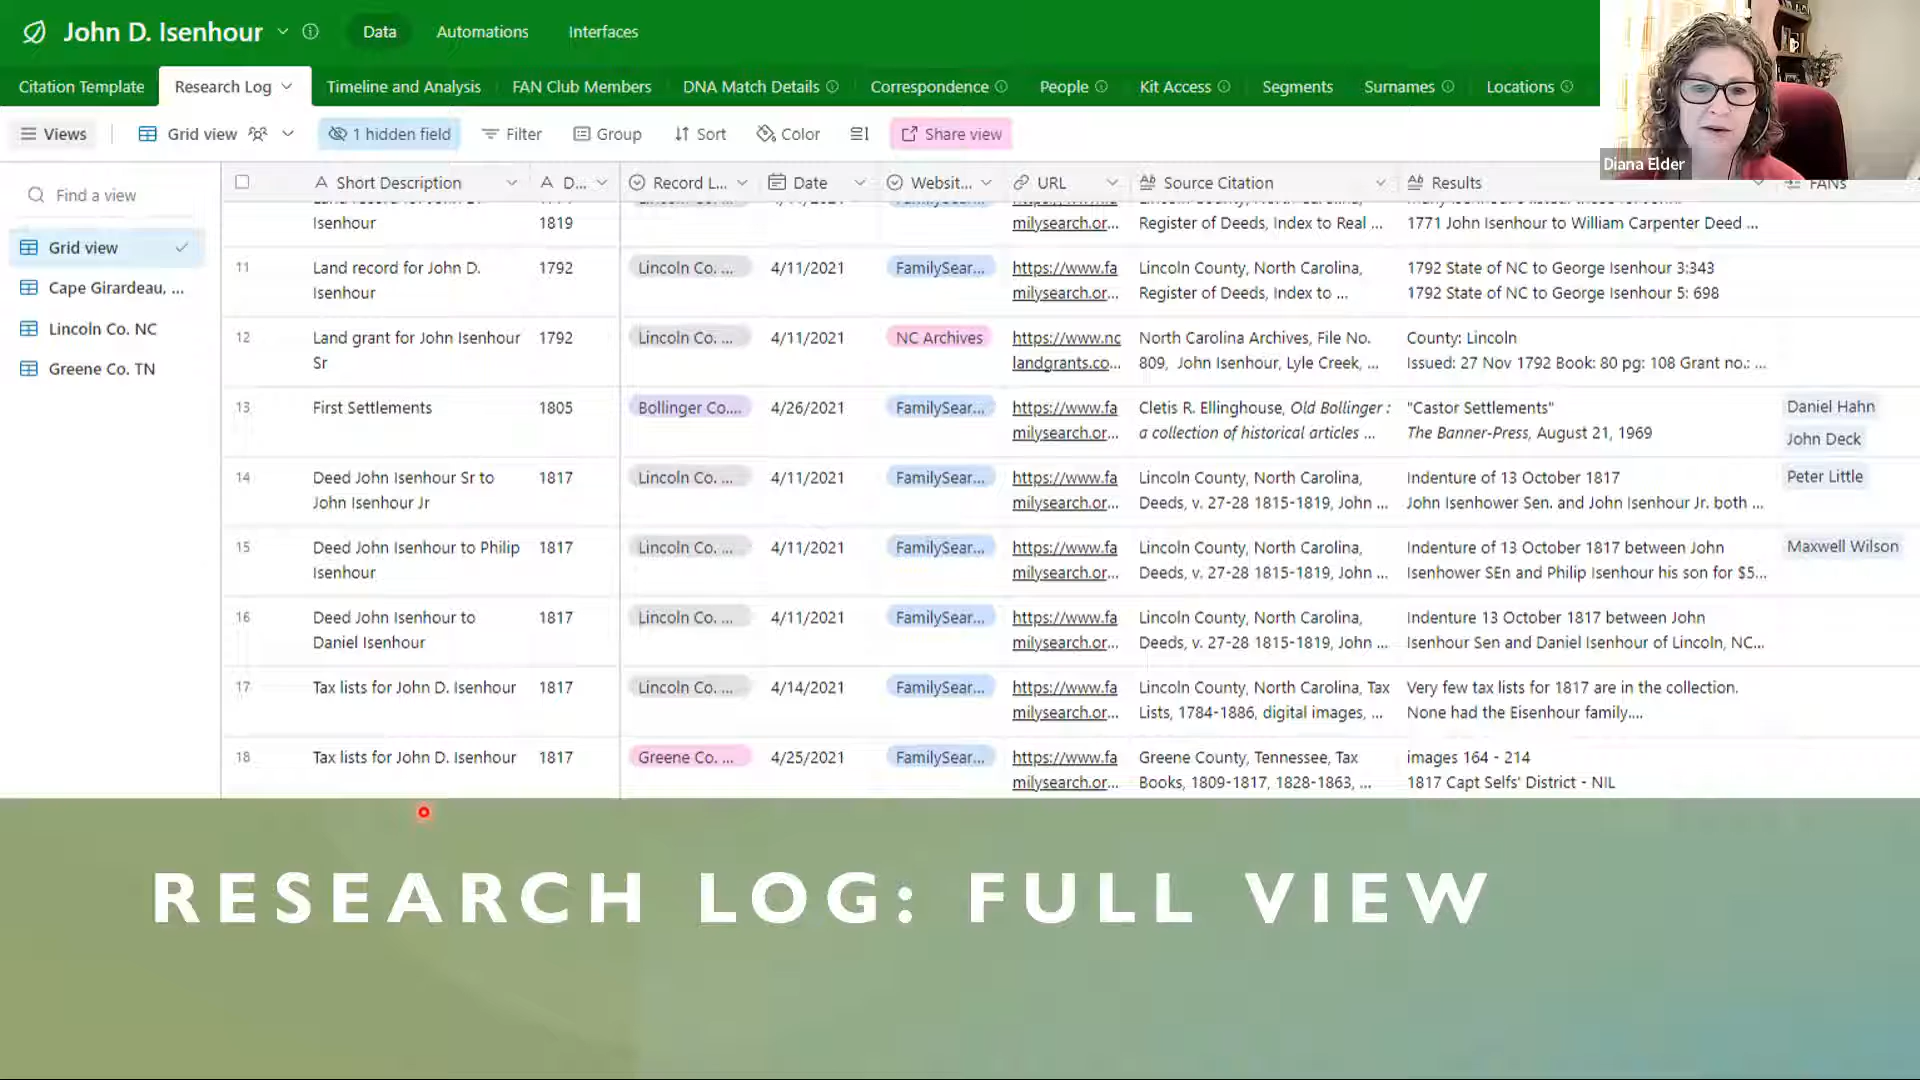 John D. Isenhour Data Automations Interfaces
Citation Template Research Log Timeline and Analysis FAN Club Members DNA Match Details Correspondence People Kit Access Segments Surnames Locations
Views Grid view 1 hidden field Filter Group Sort Color Share view
Diana Elder
Find a view
Grid view
Cape Girardeau, ...
Lincoln Co. NC
Greene Co. TN
Short Description D... Record L... Date Websit... URL Source Citation Results FANs
Isenhour 1819 milysearch.or... Register of Deeds, Index to Real ... 1771 John Isenhour to William Carpenter Deed ...
11 Land record for John D. 1792 Lincoln Co. ... 4/11/2021 FamilySear... https://www.fa Lincoln County, North Carolina, 1792 State of NC to George Isenhour 3:343
Isenhour milysearch.or... Register of Deeds, Index to ... 1792 State of NC to George Isenhour 5: 698
12 Land grant for John Isenhour 1792 Lincoln Co. ... 4/11/2021 NC Archives https://www.nc North Carolina Archives, File No. County: Lincoln
Sr landgrants.co... 809, John Isenhour, Lyle Creek, ... Issued: 27 Nov 1792 Book: 80 pg: 108 Grant no.: ...
13 First Settlements 1805 Bollinger Co.... 4/26/2021 FamilySear... https://www.fa Cletis R. Ellinghouse, Old Bollinger : "Castor Settlements" Daniel Hahn
milysearch.or... a collection of historical articles ... The Banner-Press, August 21, 1969 John Deck
14 Deed John Isenhour Sr to 1817 Lincoln Co. ... 4/11/2021 FamilySear... https://www.fa Lincoln County, North Carolina, Indenture of 13 October 1817 Peter Little
John Isenhour Jr milysearch.or... Deeds, v. 27-28 1815-1819, John ... John Isenhower Sen. and John Isenhour Jr. both ...
15 Deed John Isenhour to Philip 1817 Lincoln Co. ... 4/11/2021 FamilySear... https://www.fa Lincoln County, North Carolina, Indenture of 13 October 1817 between John Maxwell Wilson
Isenhour milysearch.or... Deeds, v. 27-28 1815-1819, John ... Isenhower SEn and Philip Isenhour his son for $5...
16 Deed John Isenhour to 1817 Lincoln Co. ... 4/11/2021 FamilySear... https://www.fa Lincoln County, North Carolina, Indenture 13 October 1817 between John
Daniel Isenhour milysearch.or... Deeds, v. 27-28 1815-1819, John ... Isenhour Sen and Daniel Isenhour of Lincoln, NC...
17 Tax lists for John D. Isenhour 1817 Lincoln Co. ... 4/14/2021 FamilySear... https://www.fa Lincoln County, North Carolina, Tax Very few tax lists for 1817 are in the collection.
milysearch.or... Lists, 1784-1886, digital images, ... None had the Eisenhour family....
18 Tax lists for John D. Isenhour 1817 Greene Co. ... 4/25/2021 FamilySear... https://www.fa Greene County, Tennessee, Tax images 164 - 214
milysearch.or... Books, 1809-1817, 1828-1863, ... 1817 Capt Selfs' District - NIL
RESEARCH LOG: FULL VIEW